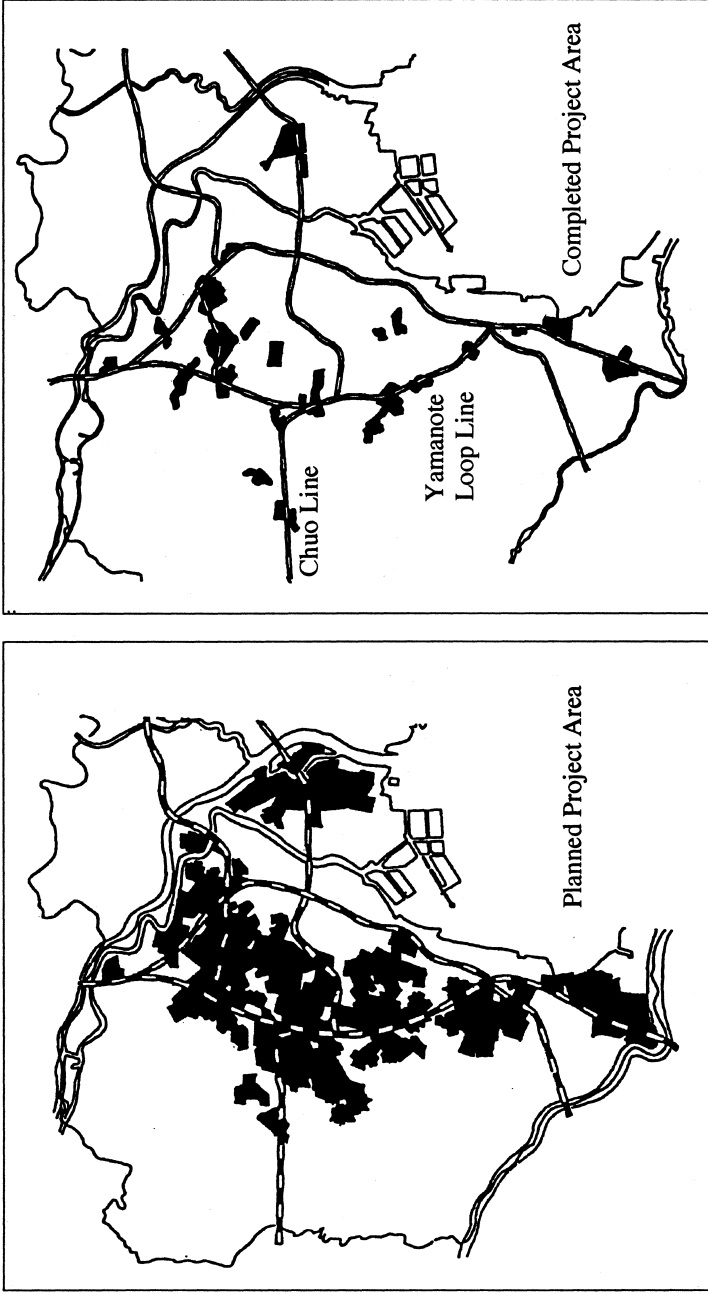 Completed Project Area
Chuo Line
Yamanote
Loop Line
Planned Project Area